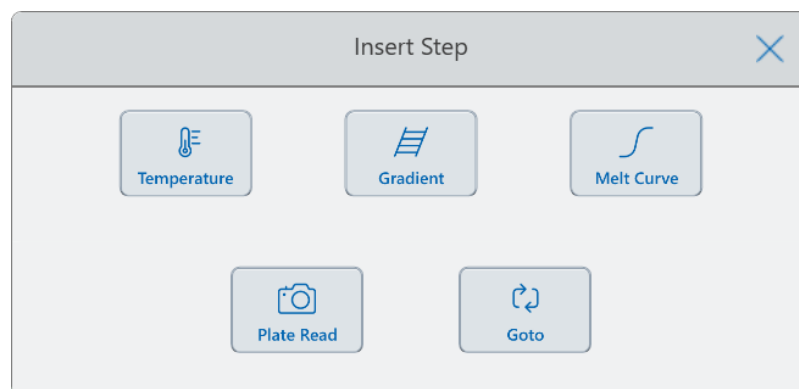 Insert Step
Temperature
Gradient
Melt Curve
Plate Read
Goto